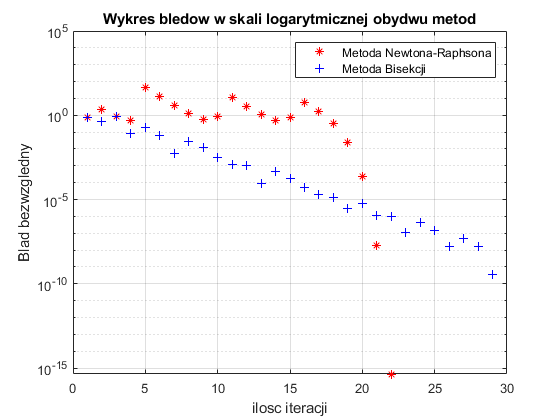 Wykres bledow w skali logarytmicznej obydwu metod
Metoda Newtona-Raphsona
Metoda Bisekcji
Blad bezwzgledny
10^5
10^0
10^-5
10^-10
10^-15
0 5 10 15 20 25 30
ilosc iteracji